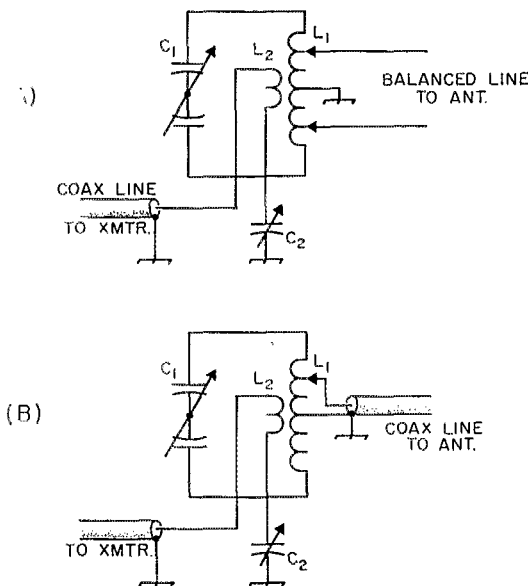 C1
L2
L1
A)
BALANCED LINE
TO ANT.
COAX LINE
TO XMTR.
C2
C1
L2
L1
(B)
COAX LINE
TO ANT.
TO XMTR.
C2